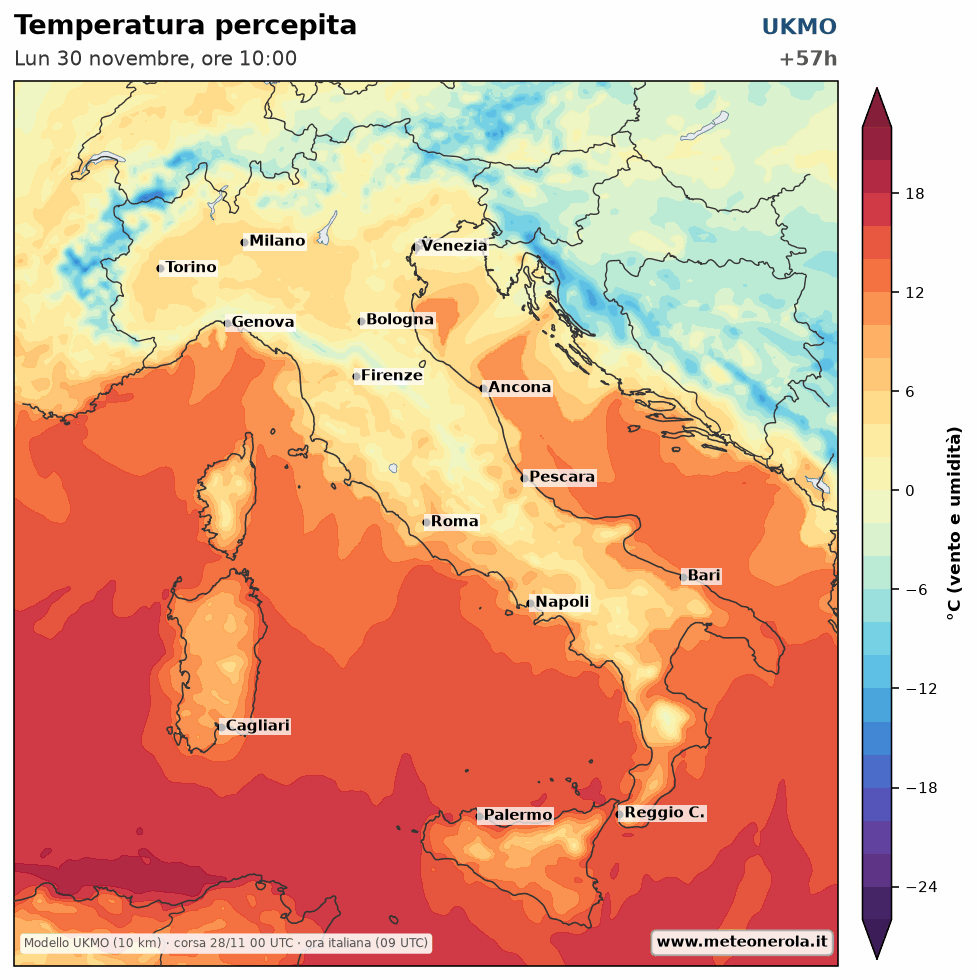 Temperatura percepita
UKMO
Lun 30 novembre, ore 10:00
+57h
Milano
Venezia
Torino
Genova
Bologna
Firenze
Ancona
Pescara
Roma
Bari
Napoli
Cagliari
Palermo
Reggio C.
18
12
6
0
−6
−12
−18
−24
°C (vento e umidità)
Modello UKMO (10 km) · corsa 28/11 00 UTC · ora italiana (09 UTC)
www.meteonerola.it